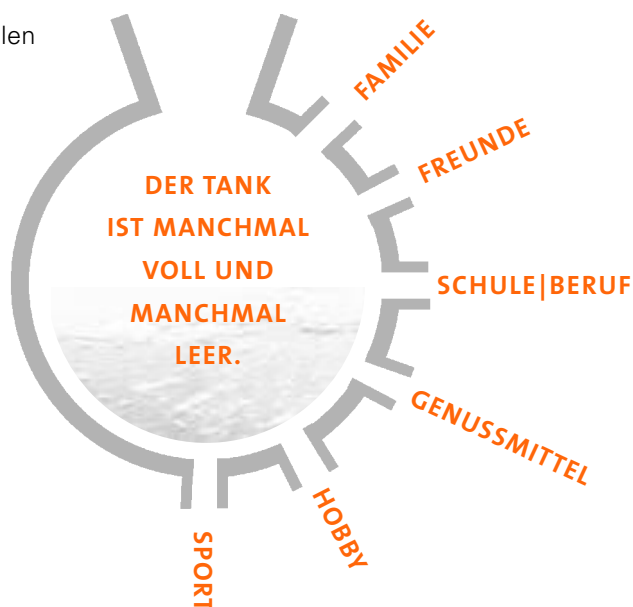 len
FAMILIE
FREUNDE
DER TANK
IST MANCHMAL
VOLL UND
MANCHMAL
LEER.
SCHULE|BERUF
GENUSSMITTEL
HOBBY
SPORT